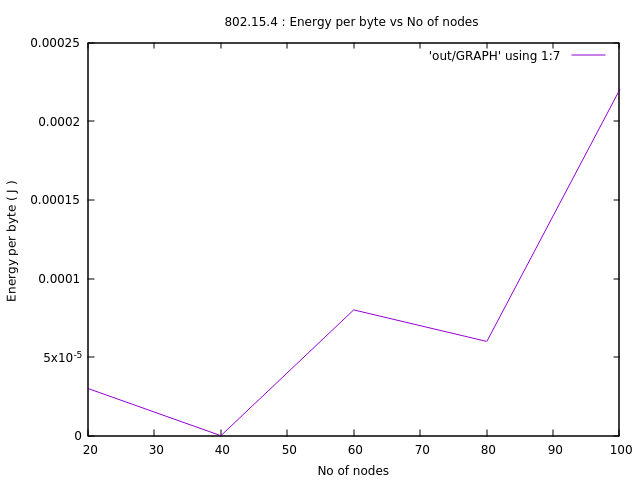 802.15.4 : Energy per byte vs No of nodes
0.00025
'out/GRAPH' using 1:7
0.0002
0.00015
Energy per byte ( J )
0.0001
5x10⁻⁵
0
20 30 40 50 60 70 80 90 100
No of nodes